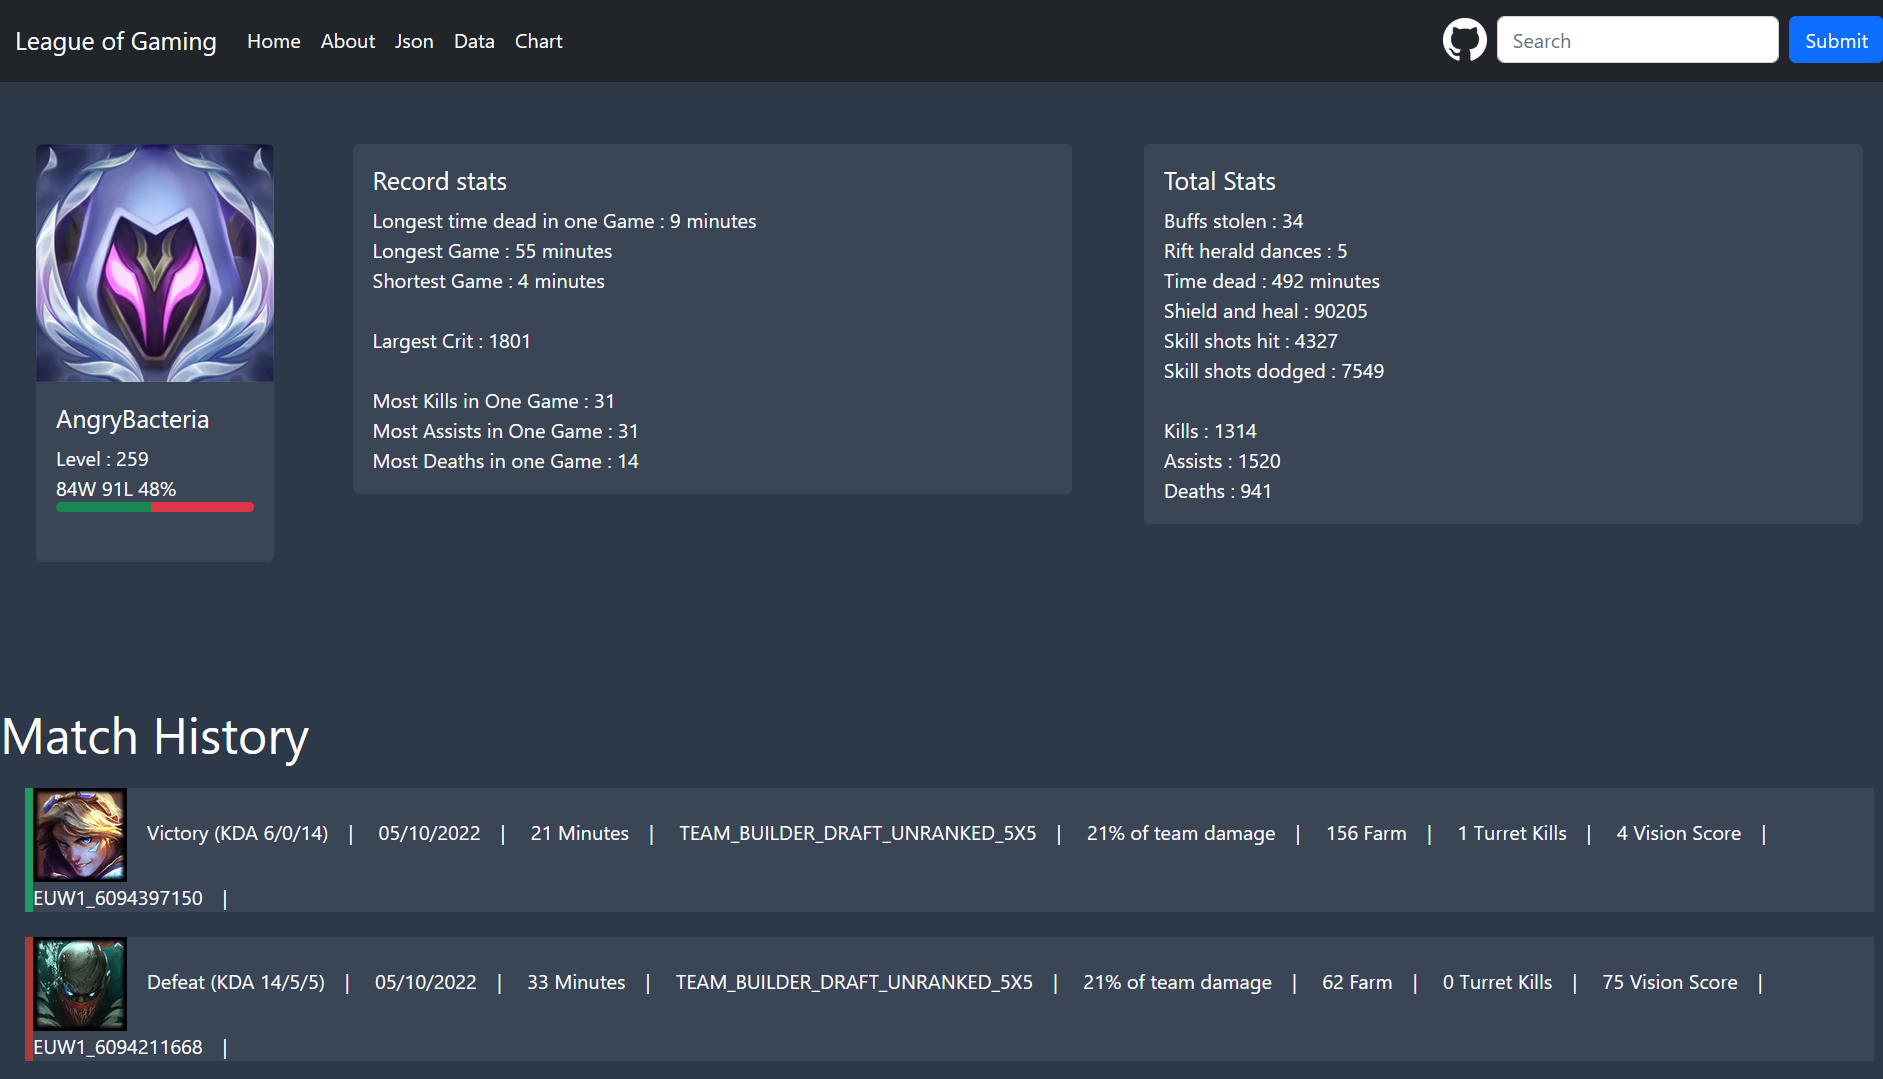 League of Gaming Home About Json Data Chart Search Submit
Record stats
Longest time dead in one Game : 9 minutes
Longest Game : 55 minutes
Shortest Game : 4 minutes
Largest Crit : 1801
Most Kills in One Game : 31
Most Assists in One Game : 31
Most Deaths in one Game : 14
Total Stats
Buffs stolen : 34
Rift herald dances : 5
Time dead : 492 minutes
Shield and heal : 90205
Skill shots hit : 4327
Skill shots dodged : 7549
Kills : 1314
Assists : 1520
Deaths : 941
AngryBacteria
Level : 259
84W 91L 48%
Match History
Victory (KDA 6/0/14) | 05/10/2022 | 21 Minutes | TEAM_BUILDER_DRAFT_UNRANKED_5X5 | 21% of team damage | 156 Farm | 1 Turret Kills | 4 Vision Score |
EUW1_6094397150 |
Defeat (KDA 14/5/5) | 05/10/2022 | 33 Minutes | TEAM_BUILDER_DRAFT_UNRANKED_5X5 | 21% of team damage | 62 Farm | 0 Turret Kills | 75 Vision Score |
EUW1_6094211668 |